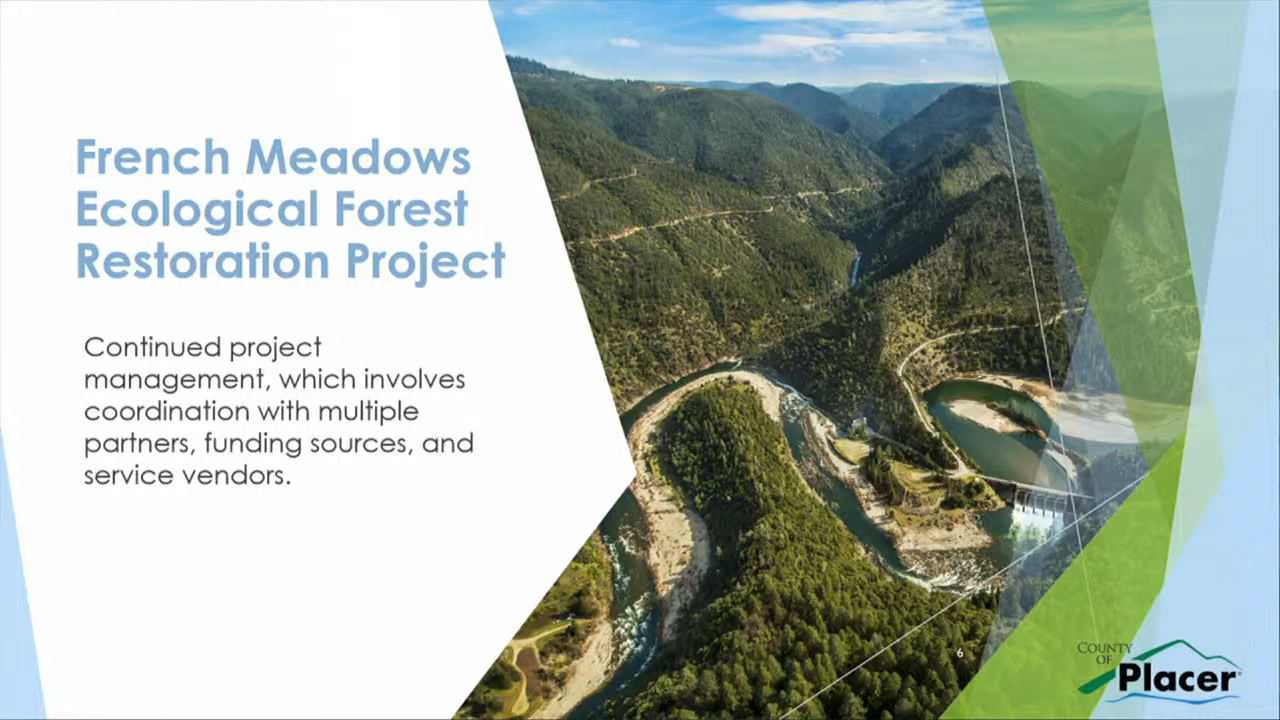 French Meadows
Ecological Forest
Restoration Project
Continued project
management, which involves
coordination with multiple
partners, funding sources, and
service vendors.
6
COUNTY
OF
Placer